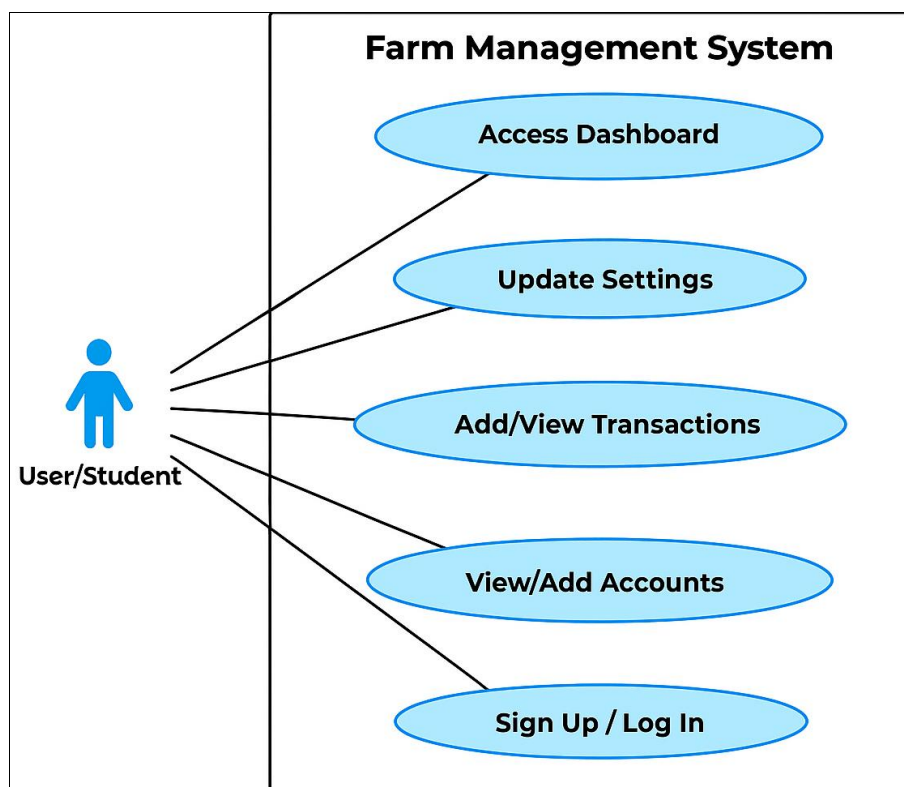 Farm Management System
Access Dashboard
Update Settings
Add/View Transactions
User/Student
View/Add Accounts
Sign Up / Log In